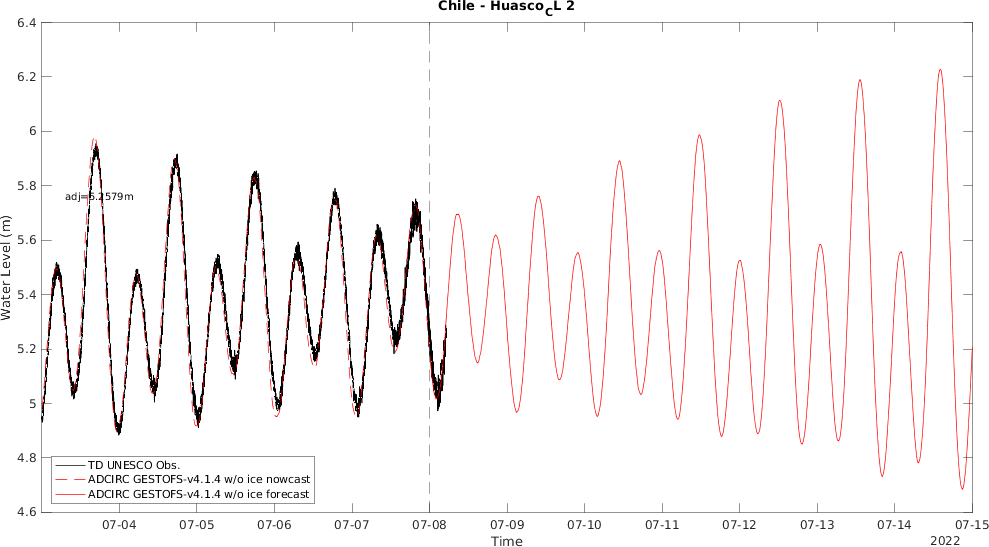 Chile - Huasco_CL 2
6.4
6.2
6
5.8
5.6
5.4
5.2
5
4.8
4.6
Water Level (m)
adj=5.2579m
TD UNESCO Obs.
ADCIRC GESTOFS-v4.1.4 w/o ice nowcast
ADCIRC GESTOFS-v4.1.4 w/o ice forecast
07-04 07-05 07-06 07-07 07-08 07-09 07-10 07-11 07-12 07-13 07-14 07-15
Time
2022